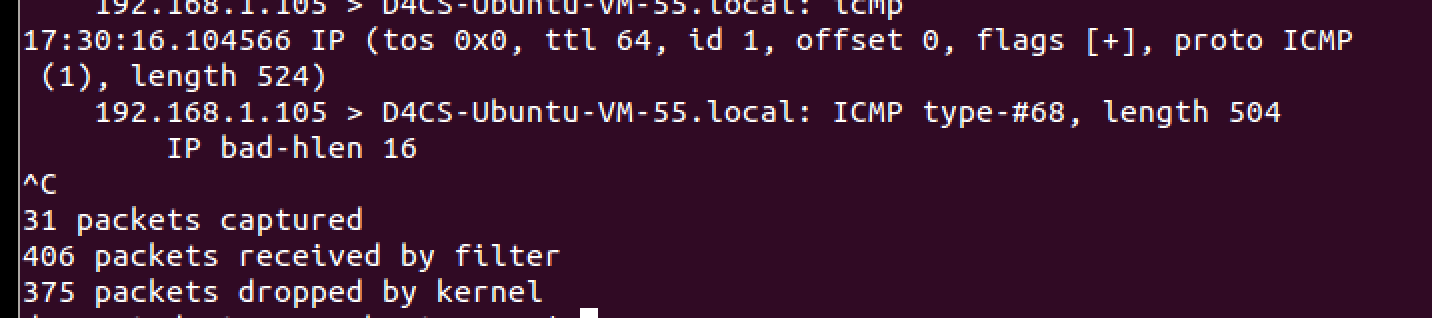 192.168.1.105 > D4CS-Ubuntu-VM-55.local: icmp
17:30:16.104566 IP (tos 0x0, ttl 64, id 1, offset 0, flags [+], proto ICMP
(1), length 524)
192.168.1.105 > D4CS-Ubuntu-VM-55.local: ICMP type-#68, length 504
IP bad-hlen 16
^C
31 packets captured
406 packets received by filter
375 packets dropped by kernel